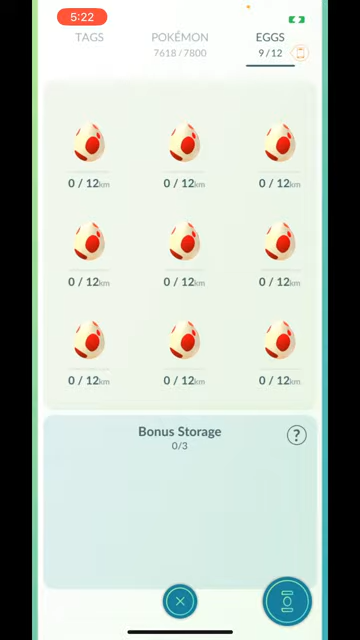 5:22
TAGS
POKÉMON
7618 / 7800
EGGS
9 / 12
0 / 12km
0 / 12km
0 / 12km
0 / 12km
0 / 12km
0 / 12km
0 / 12km
0 / 12km
0 / 12km
Bonus Storage
0/3
?